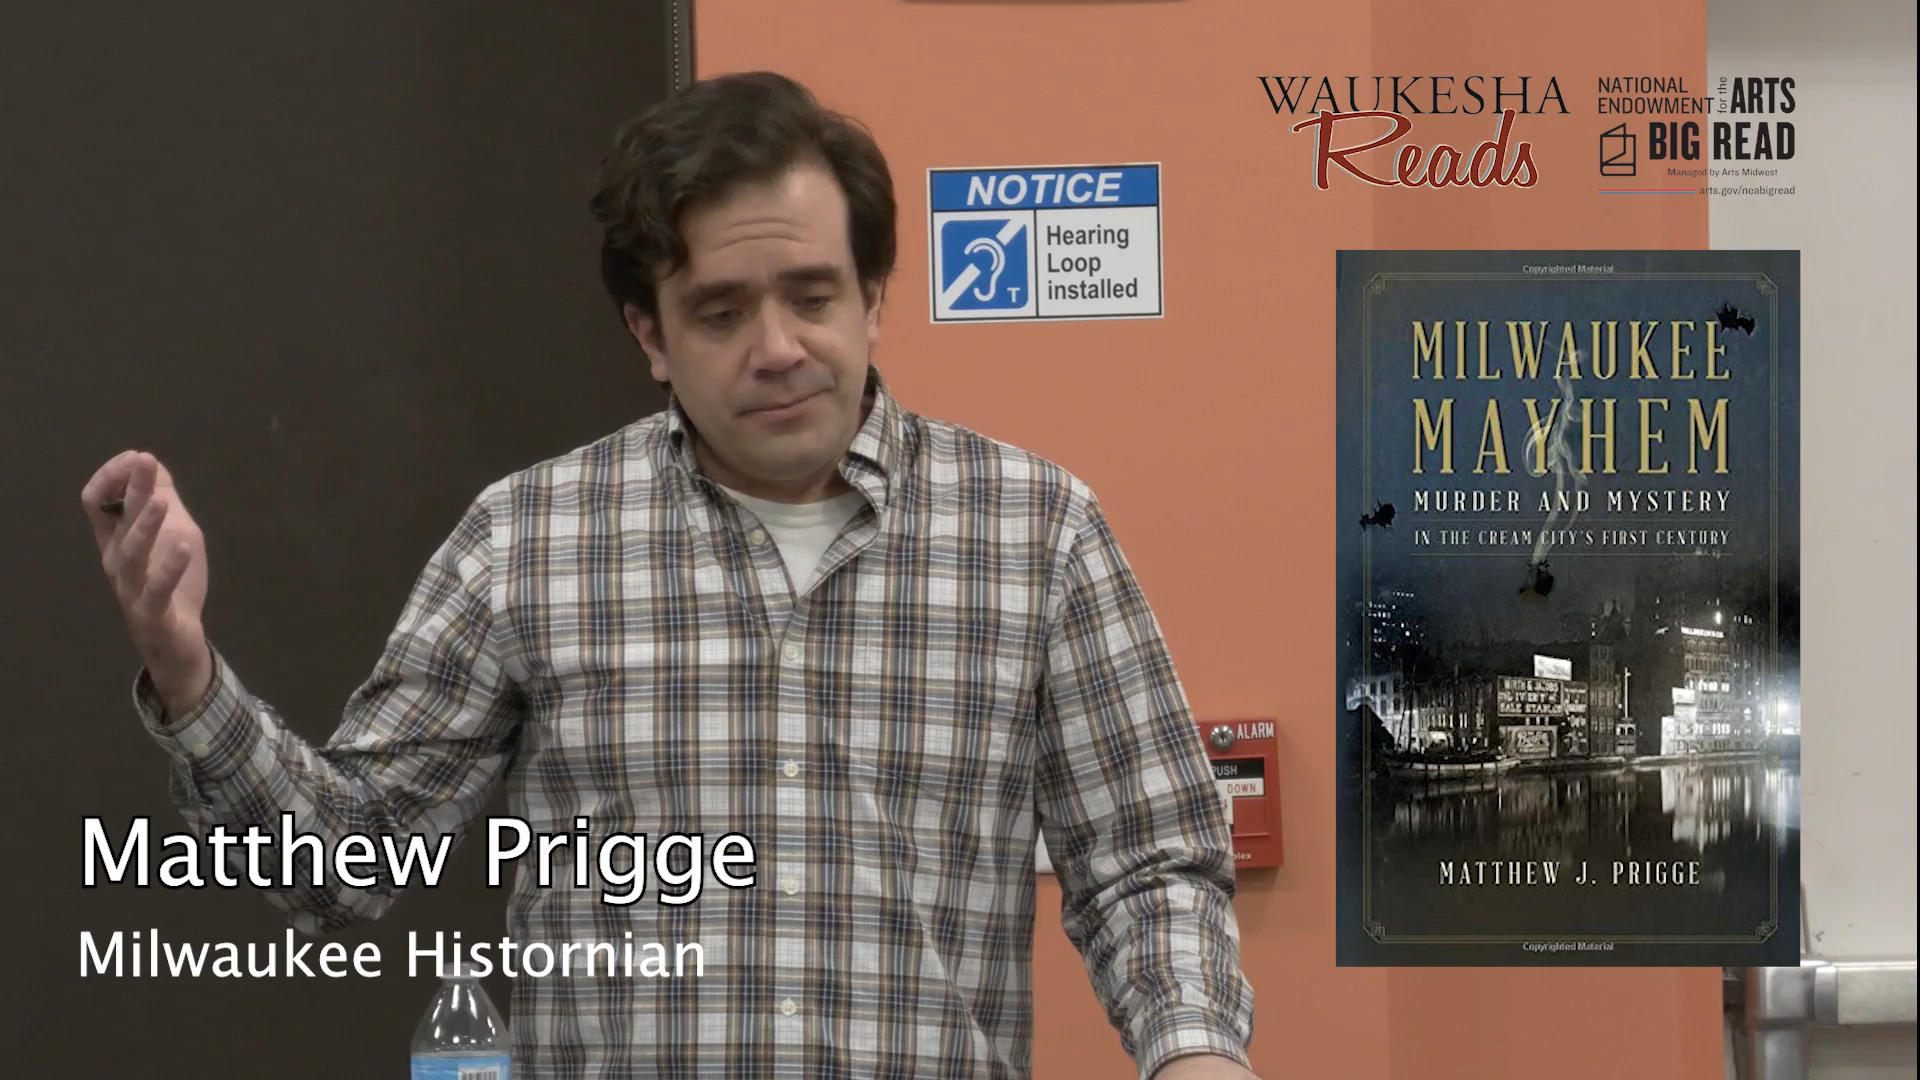 WAUKESHA
Reads
NATIONAL
ENDOWMENT for the ARTS
BIG READ
Managed by Arts Midwest
arts.gov/neabigread
NOTICE
Hearing
Loop
installed
T
Copyrighted Material
MILWAUKEE
MAYHEM
MURDER AND MYSTERY
IN THE CREAM CITY'S FIRST CENTURY
MATTHEW J. PRIGGE
Copyrighted Material
ALARM
PUSH
DOWN
Matthew Prigge
Milwaukee Histornian